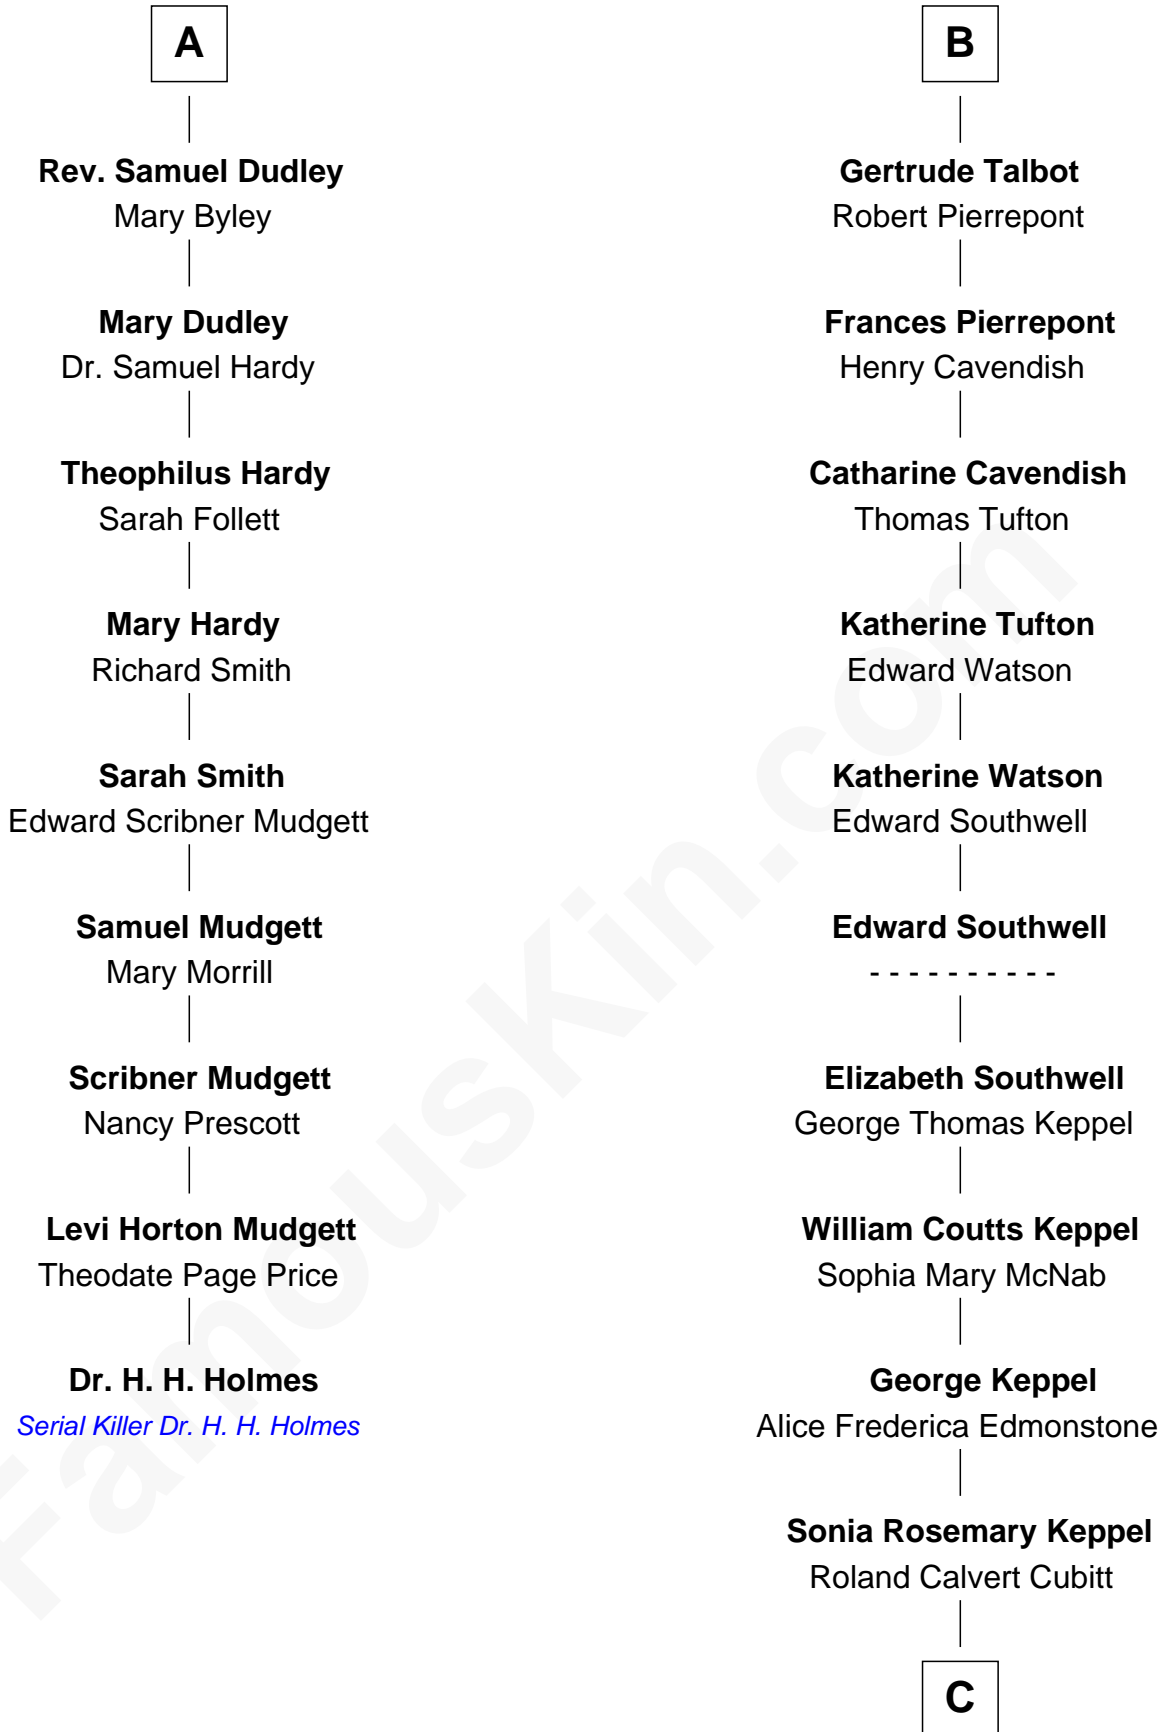 A
Rev. Samuel Dudley
Mary Byley
Mary Dudley
Dr. Samuel Hardy
Theophilus Hardy
Sarah Follett
Mary Hardy
Richard Smith
Sarah Smith
Edward Scribner Mudgett
Samuel Mudgett
Mary Morrill
Scribner Mudgett
Nancy Prescott
Levi Horton Mudgett
Theodate Page Price
Dr. H. H. Holmes
Serial Killer Dr. H. H. Holmes
B
Gertrude Talbot
Robert Pierrepont
Frances Pierrepont
Henry Cavendish
Catharine Cavendish
Thomas Tufton
Katherine Tufton
Edward Watson
Katherine Watson
Edward Southwell
Edward Southwell
- - - - - - - - - -
Elizabeth Southwell
George Thomas Keppel
William Coutts Keppel
Sophia Mary McNab
George Keppel
Alice Frederica Edmonstone
Sonia Rosemary Keppel
Roland Calvert Cubitt
C
FamousKin.com